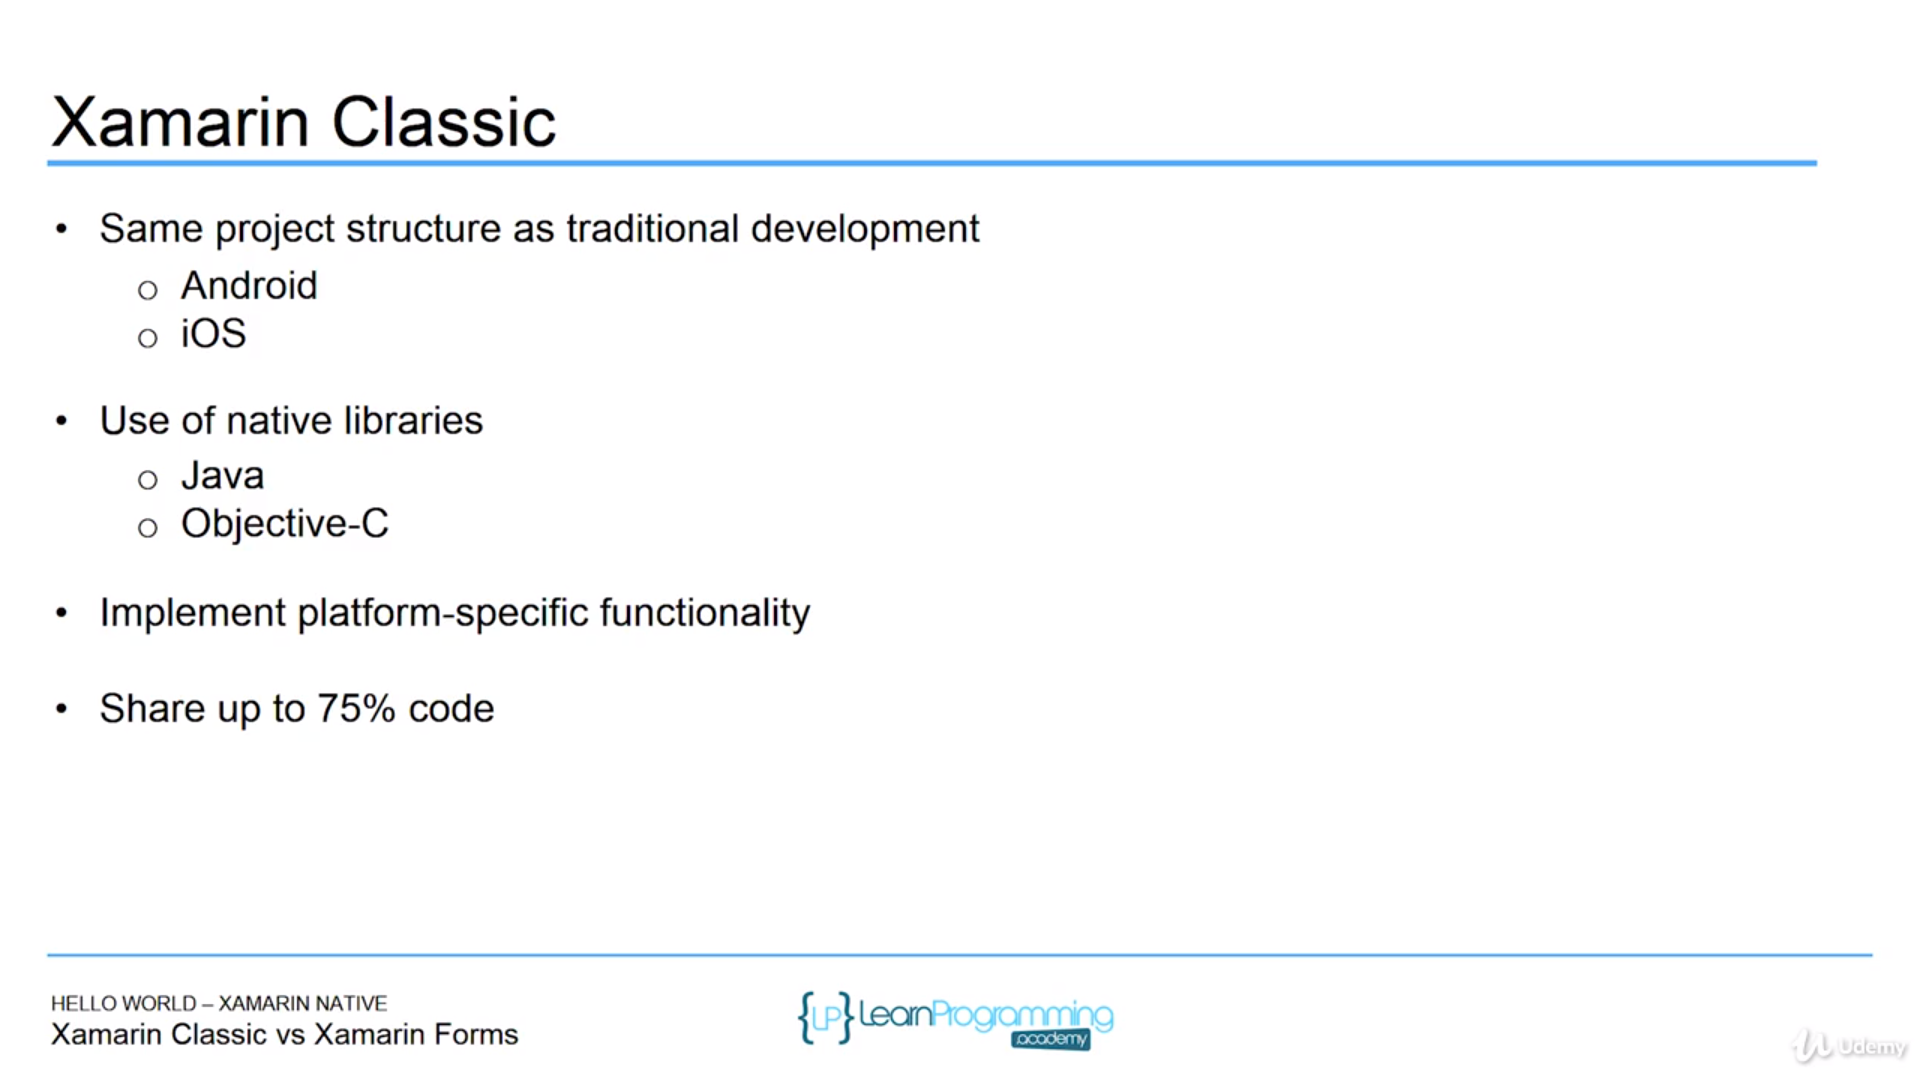 Xamarin Classic
• Same project structure as traditional development
o Android
o iOS
• Use of native libraries
o Java
o Objective-C
• Implement platform-specific functionality
• Share up to 75% code
HELLO WORLD – XAMARIN NATIVE
Xamarin Classic vs Xamarin Forms
{LP} LearnProgramming
academy
Udemy